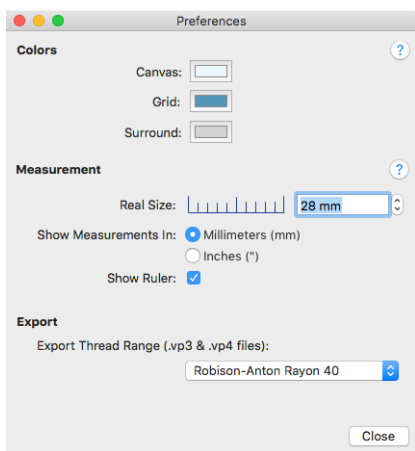 Preferences
Colors
?
Canvas:
Grid:
Surround:
Measurement
?
Real Size:
28 mm
Show Measurements In:
Millimeters (mm)
Inches (")
Show Ruler:
Export
Export Thread Range (.vp3 & .vp4 files):
Robison-Anton Rayon 40
Close